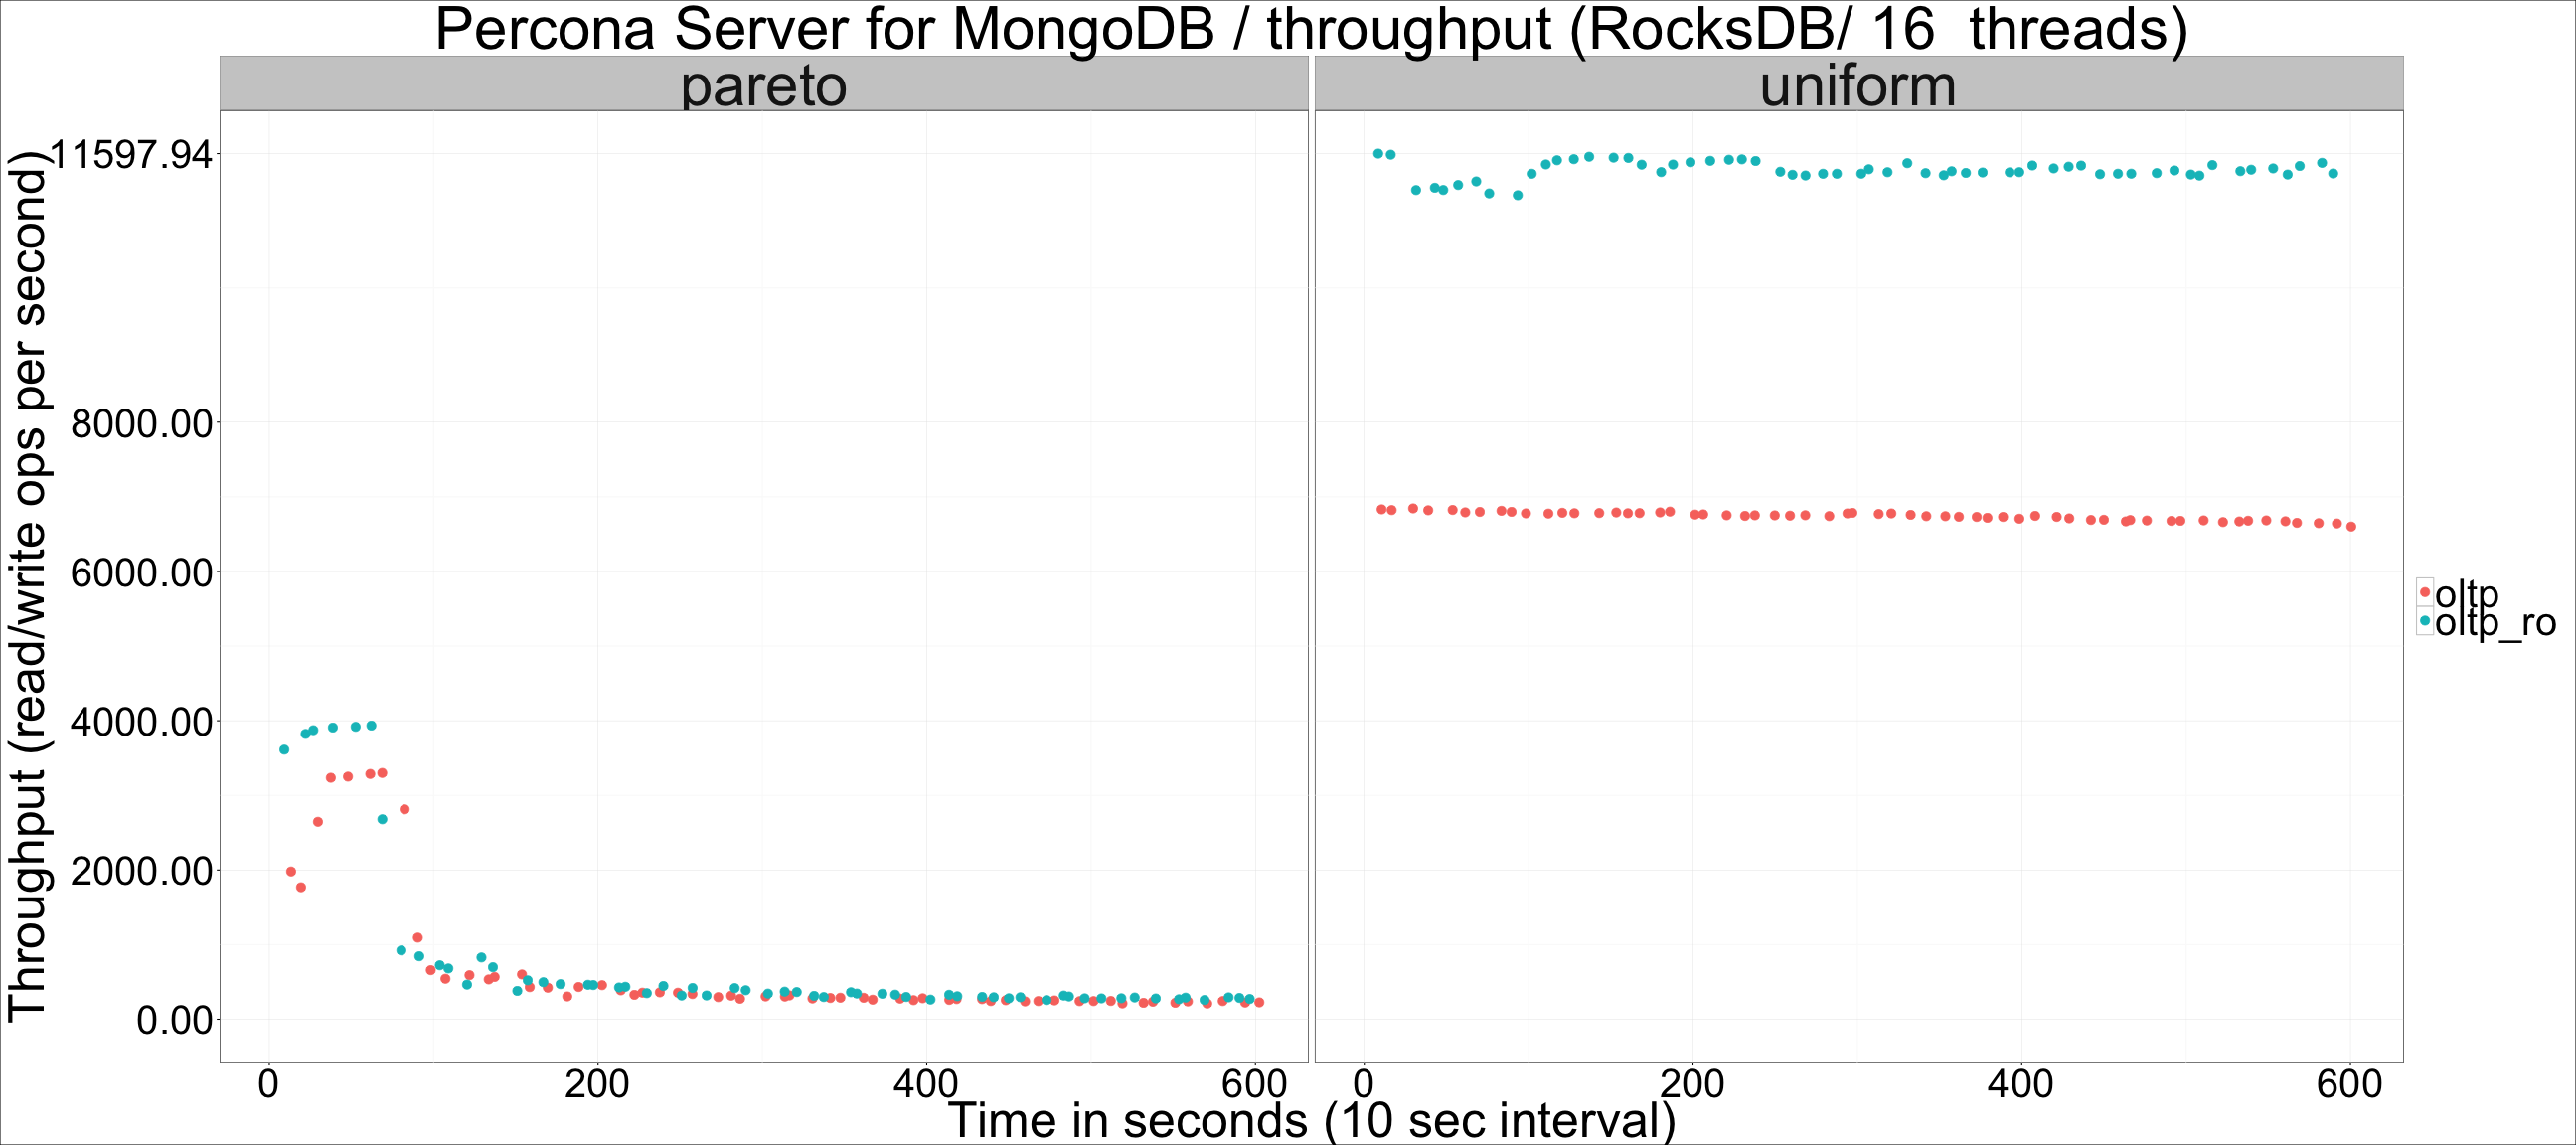 Percona Server for MongoDB / throughput (RocksDB/ 16  threads)
pareto
uniform
Throughput (read/write ops per second)
11597.94
8000.00
6000.00
4000.00
2000.00
0.00
0 200 400 600
0 200 400 600
Time in seconds (10 sec interval)
oltp
oltp_ro